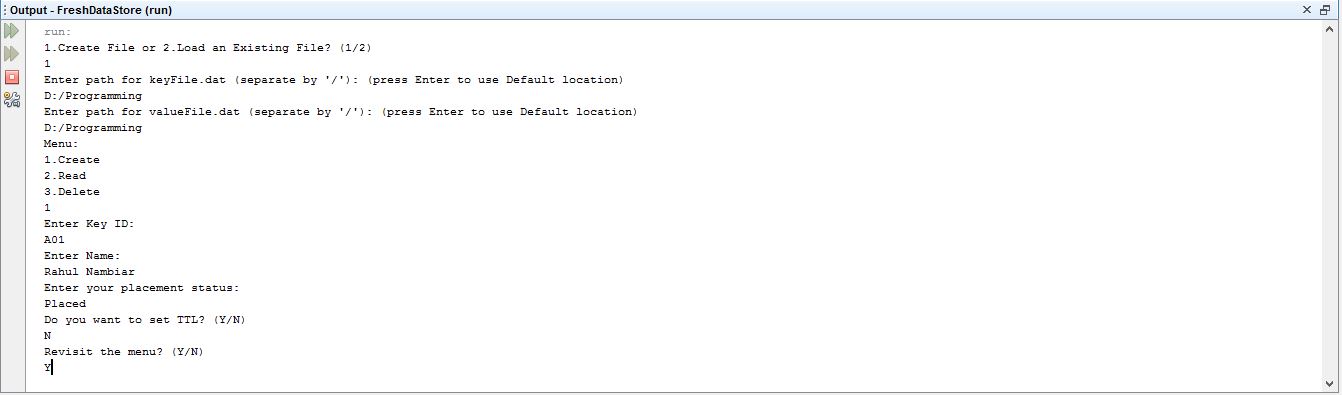 Output - FreshDataStore (run)
run:
1.Create File or 2.Load an Existing File? (1/2)
1
Enter path for keyFile.dat (separate by '/'): (press Enter to use Default location)
D:/Programming
Enter path for valueFile.dat (separate by '/'): (press Enter to use Default location)
D:/Programming
Menu:
1.Create
2.Read
3.Delete
1
Enter Key ID:
A01
Enter Name:
Rahul Nambiar
Enter your placement status:
Placed
Do you want to set TTL? (Y/N)
N
Revisit the menu? (Y/N)
Y